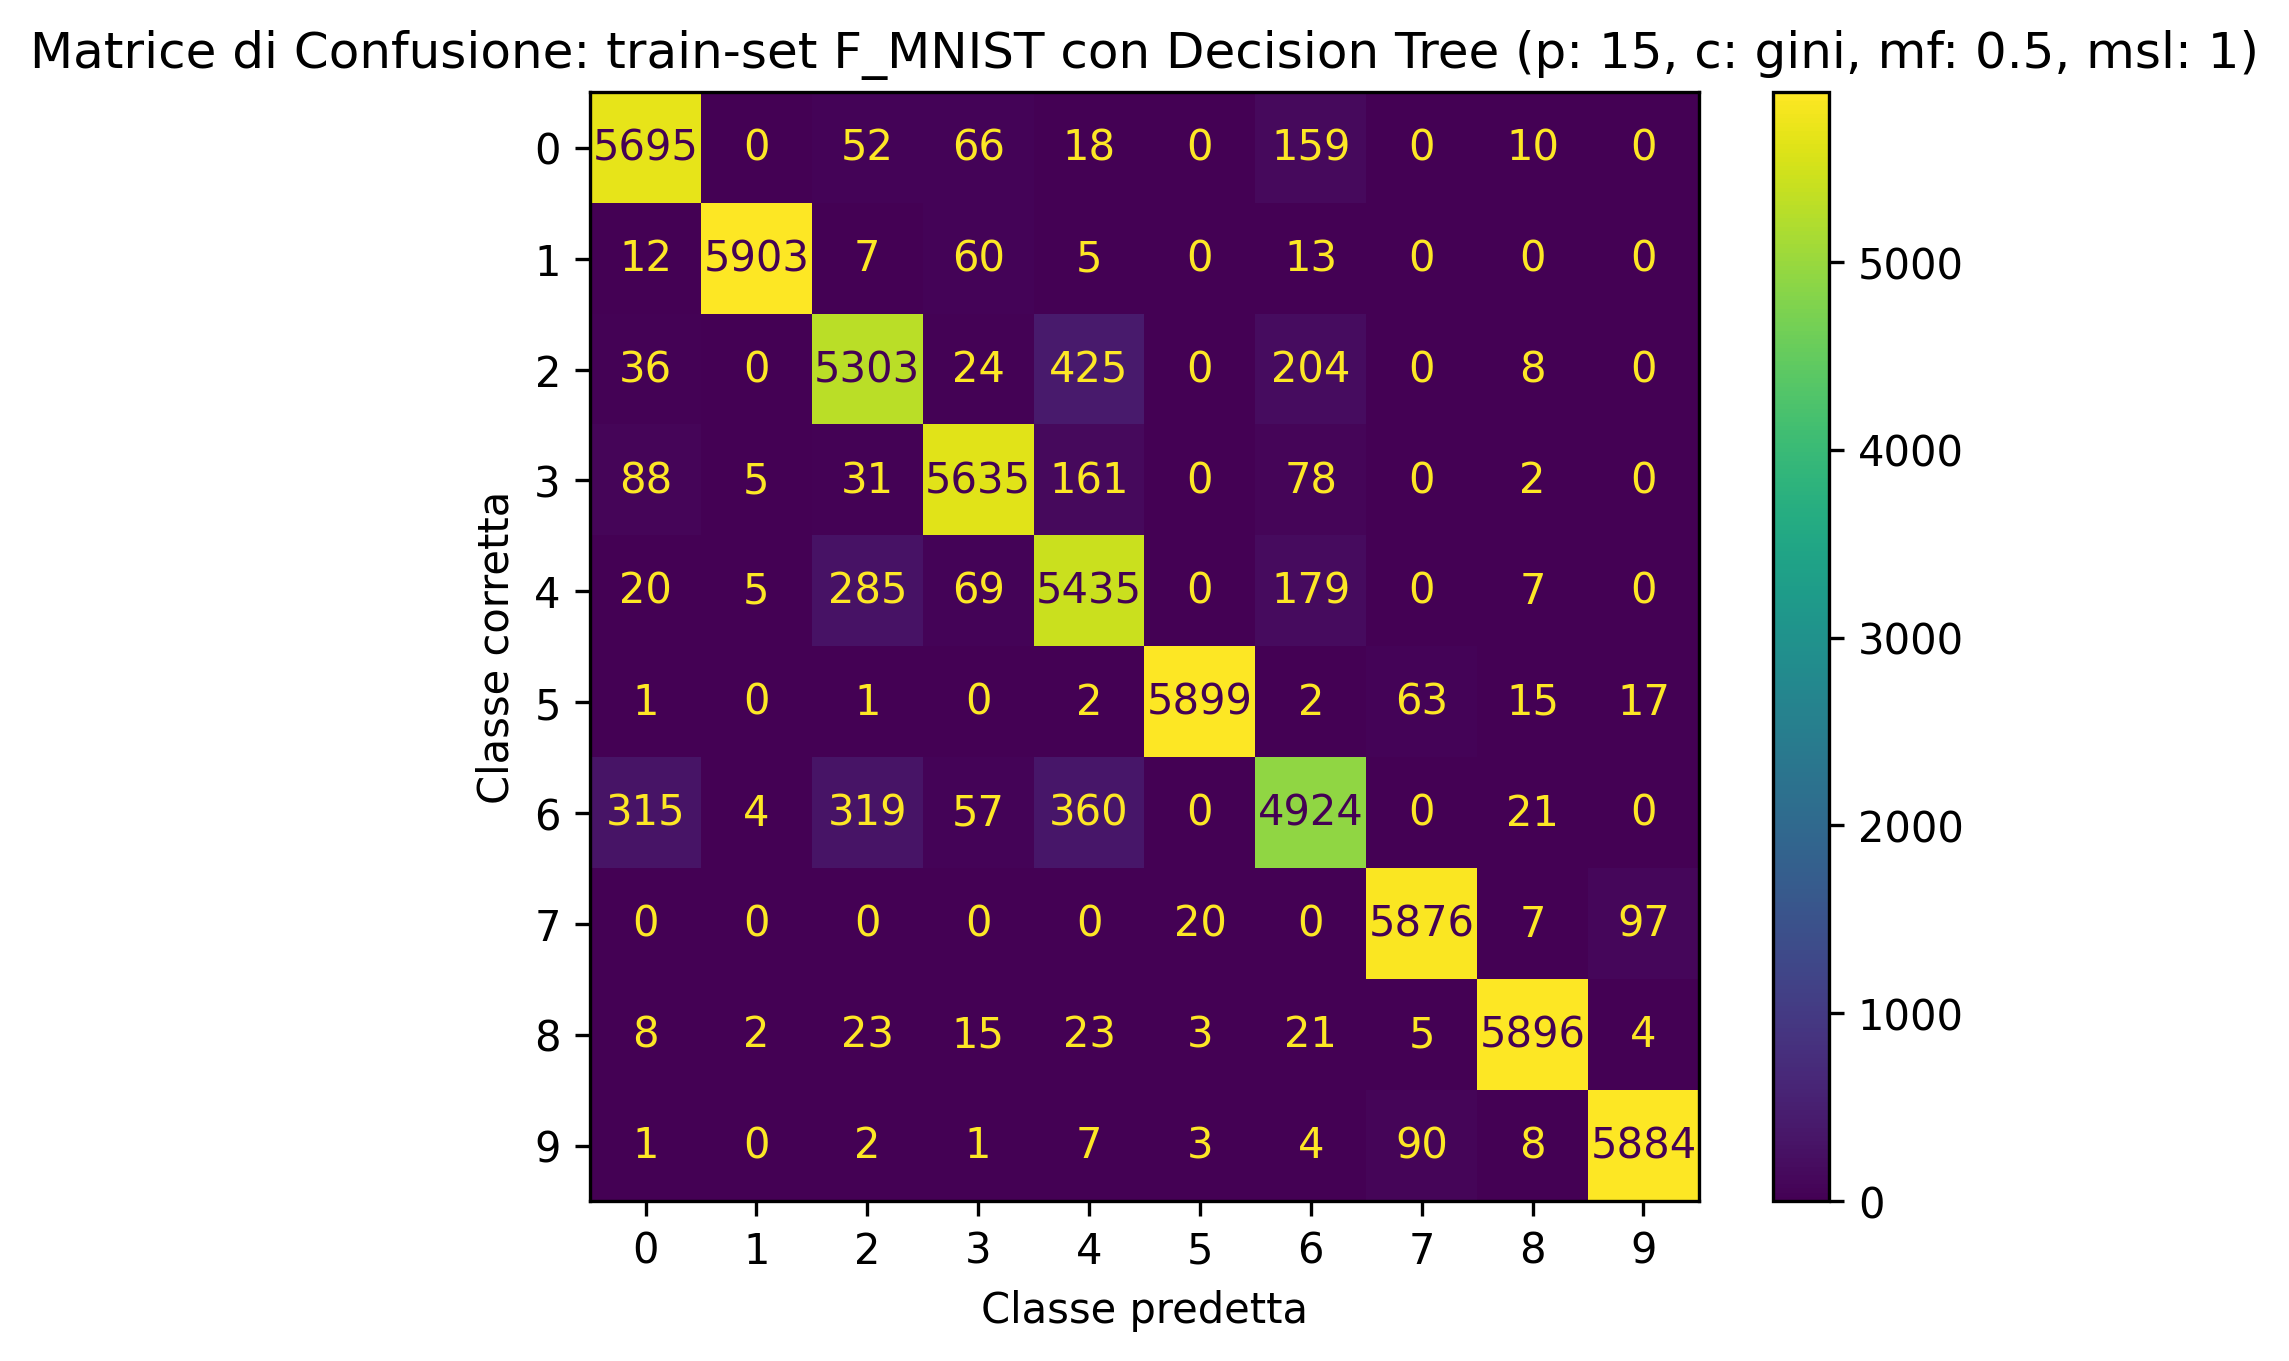 Matrice di Confusione: train-set F_MNIST con Decision Tree (p: 15, c: gini, mf: 0.5, msl: 1)
Classe corretta
0 5695 0 52 66 18 0 159 0 10 0
1 12 5903 7 60 5 0 13 0 0 0
2 36 0 5303 24 425 0 204 0 8 0
3 88 5 31 5635 161 0 78 0 2 0
4 20 5 285 69 5435 0 179 0 7 0
5 1 0 1 0 2 5899 2 63 15 17
6 315 4 319 57 360 0 4924 0 21 0
7 0 0 0 0 0 20 0 5876 7 97
8 8 2 23 15 23 3 21 5 5896 4
9 1 0 2 1 7 3 4 90 8 5884
0 1 2 3 4 5 6 7 8 9
Classe predetta
5000
4000
3000
2000
1000
0